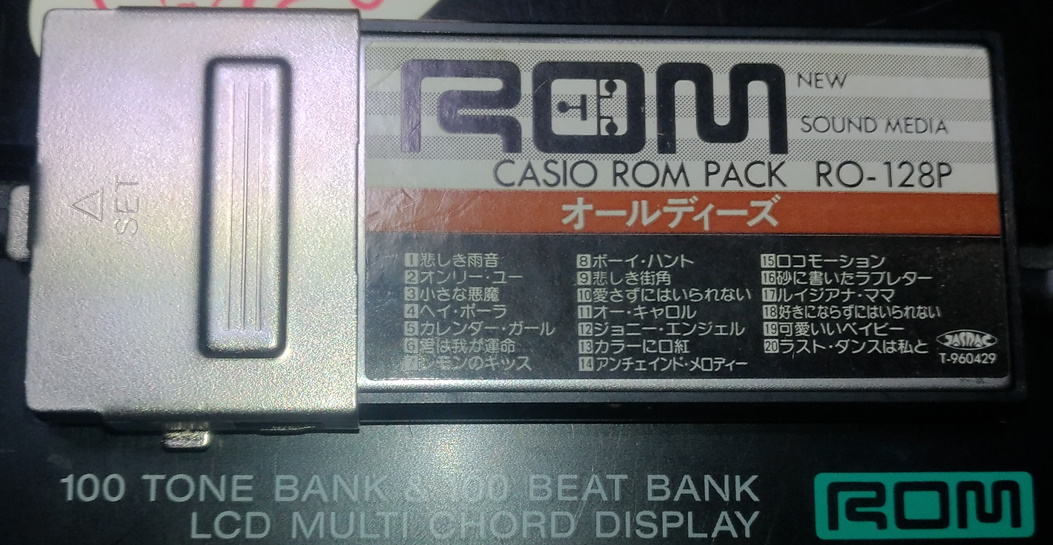 △
SET
ROM
NEW
SOUND MEDIA
CASIO ROM PACK RO-128P
オールディーズ
1悲しき雨音
2オンリー・ユー
3小さな悪魔
4ヘイ・ポーラ
5カレンダー・ガール
6君は我が運命
7レモンのキッス
8ボーイ・ハント
9悲しき街角
10愛さずにはいられない
11オー・キャロル
12ジョニー・エンジェル
13カラーに口紅
14アンチェインド・メロディー
15ロコモーション
16砂に書いたラブレター
17ルイジアナ・ママ
18好きにならずにはいられない
19可愛いいベイビー
20ラスト・ダンスは私と
JASRAC
T-960429
100 TONE BANK & 100 BEAT BANK
LCD MULTI CHORD DISPLAY
ROM